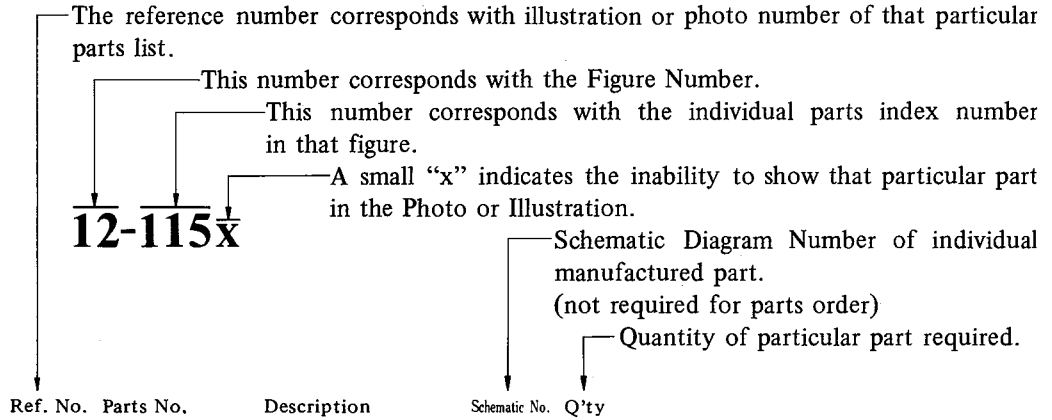 The reference number corresponds with illustration or photo number of that particular
parts list.
This number corresponds with the Figure Number.
This number corresponds with the individual parts index number
in that figure.
A small “x” indicates the inability to show that particular part
in the Photo or Illustration.
12-115x
Schematic Diagram Number of individual
manufactured part.
(not required for parts order)
Quantity of particular part required.
Ref. No. Parts No. Description Schematic No. Q'ty